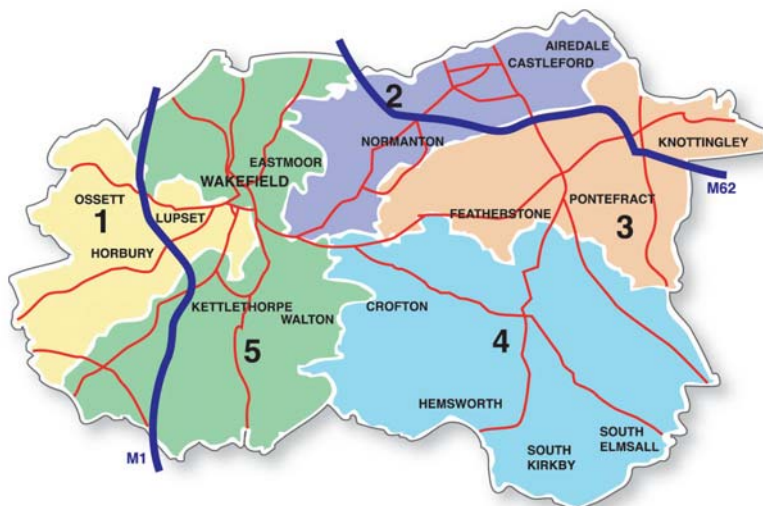 AIREDALE
CASTLEFORD
2
NORMANTON
KNOTTINGLEY
EASTMOOR
WAKEFIELD
M62
OSSETT
1
LUPSET
PONTEFRACT
FEATHERSTONE
3
HORBURY
KETTLETHORPE
WALTON
CROFTON
5
4
HEMSWORTH
SOUTH
ELMSALL
SOUTH
KIRKBY
M1